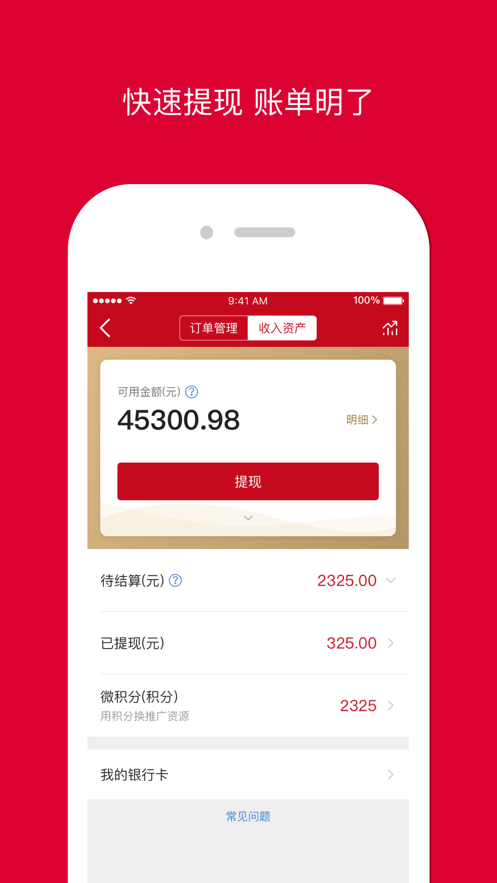 快速提现 账单明了
9:41 AM
100%
订单管理
收入资产
可用金额(元) ?
45300.98
明细
提现
待结算(元) ?
2325.00
已提现(元)
325.00
微积分(积分)
2325
用积分换推广资源
我的银行卡
常见问题